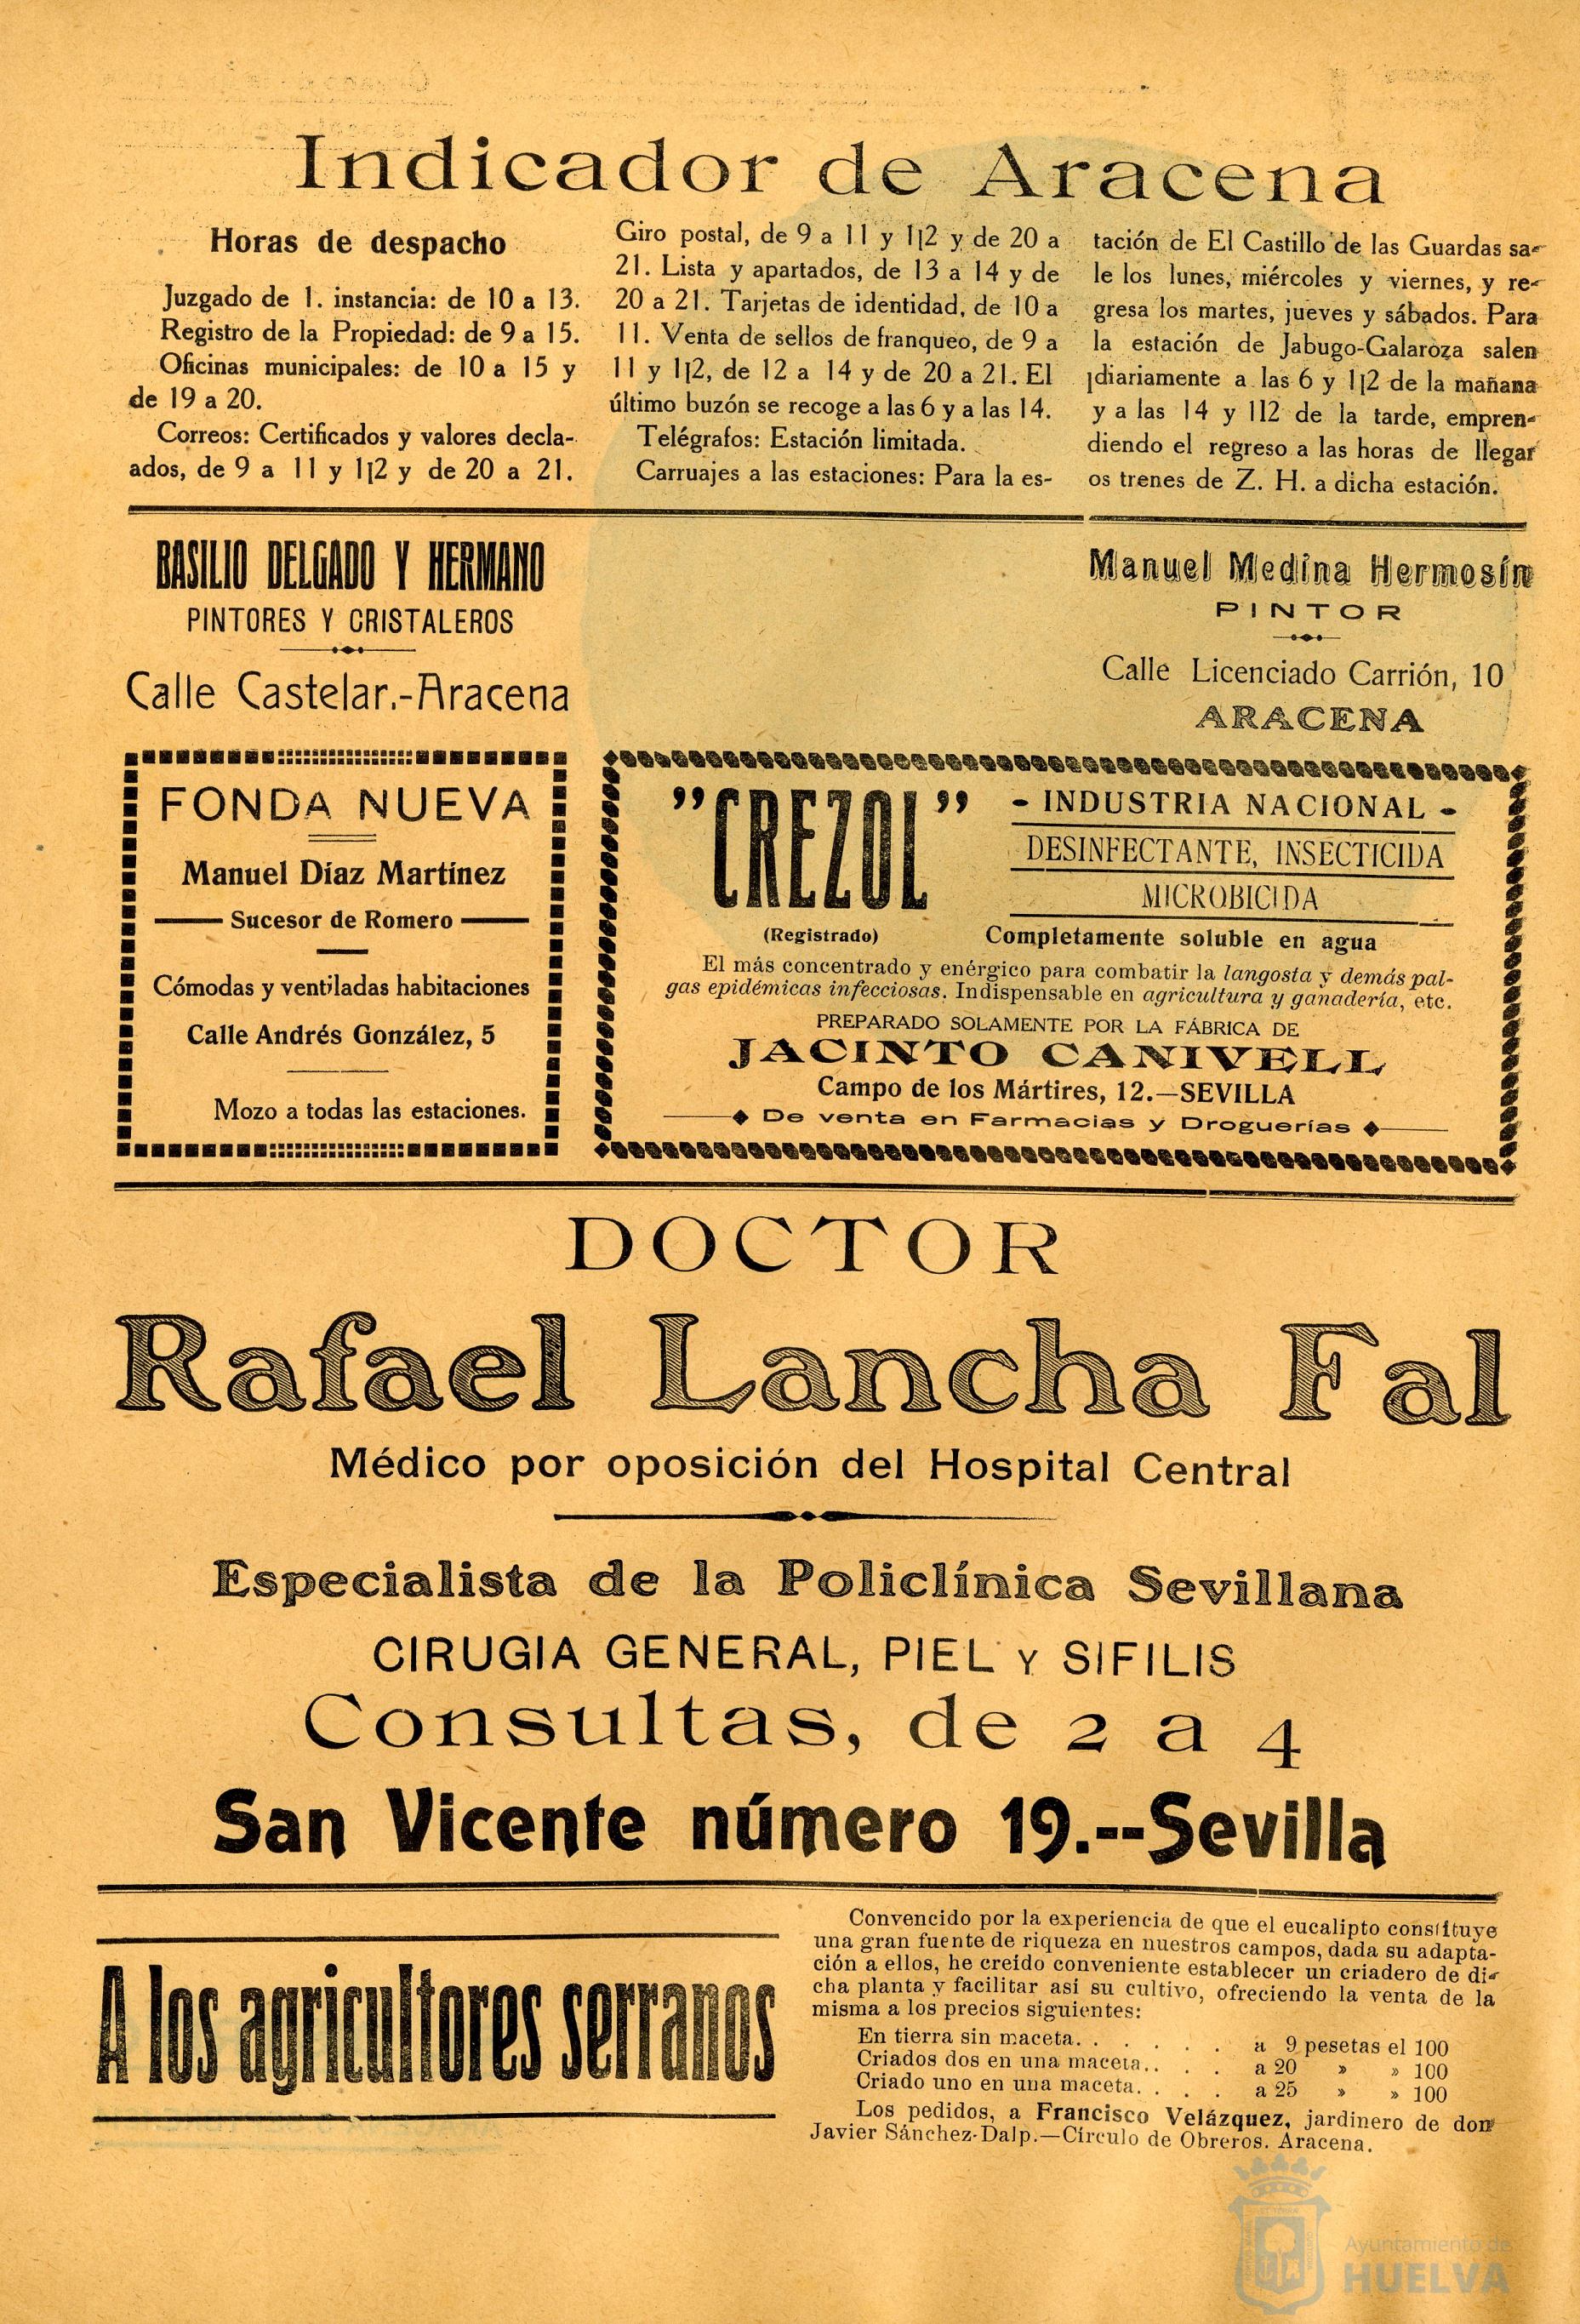 Indicador de Aracena
Horas de despacho
Juzgado de 1. instancia: de 10 a 13.
Registro de la Propiedad: de 9 a 15.
Oficinas municipales: de 10 a 15 y
de 19 a 20.
Correos: Certificados y valores decla-
ados, de 9 a 11 y 1¡2 y de 20 a 21.
Giro postal, de 9 a 11 y 1¡2 y de 20 a
21. Lista y apartados, de 13 a 14 y de
20 a 21. Tarjetas de identidad, de 10 a
11. Venta de sellos de franqueo, de 9 a
11 y 1¡2, de 12 a 14 y de 20 a 21. El
último buzón se recoge a las 6 y a las 14.
Telégrafos: Estación limitada.
Carruajes a las estaciones: Para la es-
tación de El Castillo de las Guardas sa-
le los lunes, miércoles y viernes, y re-
gresa los martes, jueves y sábados. Para
la estación de Jabugo-Galaroza salen
¡diariamente a las 6 y 1¡2 de la mañana
y a las 14 y 112 de la tarde, empren-
diendo el regreso a las horas de llegar
os trenes de Z. H. a dicha estación.
BASILIO DELGADO Y HERMANO
PINTORES Y CRISTALEROS
Calle Castelar.-Aracena
Manuel Medina Hermosín
PINTOR
Calle Licenciado Carrión, 10
ARACENA
FONDA NUEVA
Manuel Díaz Martínez
Sucesor de Romero
Cómodas y ventiladas habitaciones
Calle Andrés González, 5
Mozo a todas las estaciones.
"CREZOL"
(Registrado)
- INDUSTRIA NACIONAL -
DESINFECTANTE, INSECTICIDA
MICROBICIDA
Completamente soluble en agua
El más concentrado y enérgico para combatir la langosta y demás pal-
gas epidémicas infecciosas. Indispensable en agricultura y ganadería, etc.
PREPARADO SOLAMENTE POR LA FÁBRICA DE
JACINTO CANIVELL
Campo de los Mártires, 12.—SEVILLA
De venta en Farmacias y Droguerías
DOCTOR
Rafael Lancha Fal
Médico por oposición del Hospital Central
Especialista de la Policlínica Sevillana
CIRUGIA GENERAL, PIEL Y SIFILIS
Consultas, de 2 a 4
San Vicente número 19.--Sevilla
A los agricultores serranos
Convencido por la experiencia de que el eucalipto constituye
una gran fuente de riqueza en nuestros campos, dada su adapta-
ción a ellos, he creído conveniente establecer un criadero de di-
cha planta y facilitar asi su cultivo, ofreciendo la venta de la
misma a los precios siguientes:
En tierra sin maceta. . . . . . . a 9 pesetas el 100
Criados dos en una maceta. . . . a 20 » » 100
Criado uno en una maceta. . . . a 25 » » 100
Los pedidos, a Francisco Velázquez, jardinero de don
Javier Sánchez-Dalp.—Círculo de Obreros. Aracena.
Ayuntamiento de
HUELVA